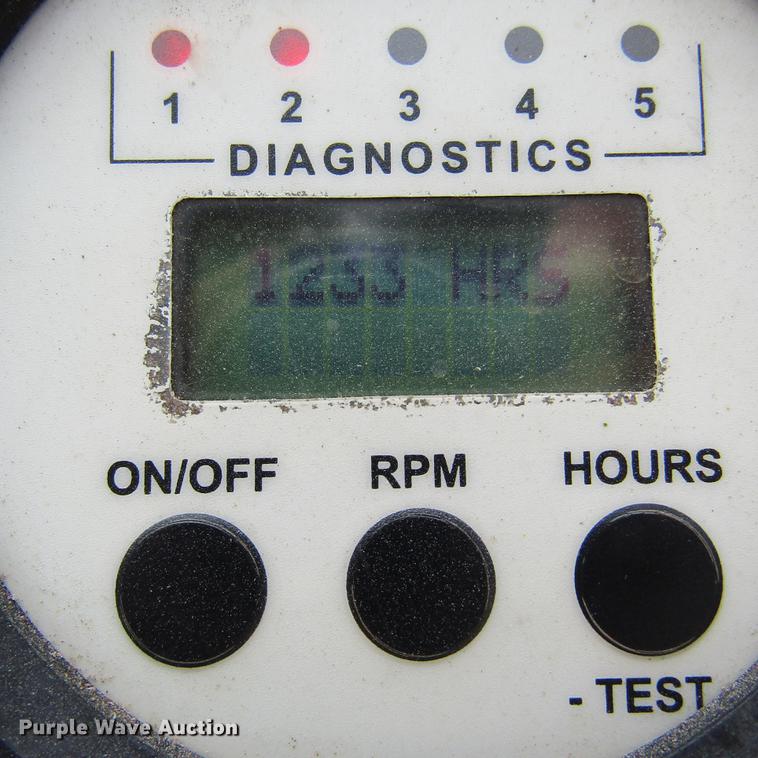 1 2 3 4 5
DIAGNOSTICS
1233 HRS
ON/OFF RPM HOURS
- TEST
Purple Wave Auction